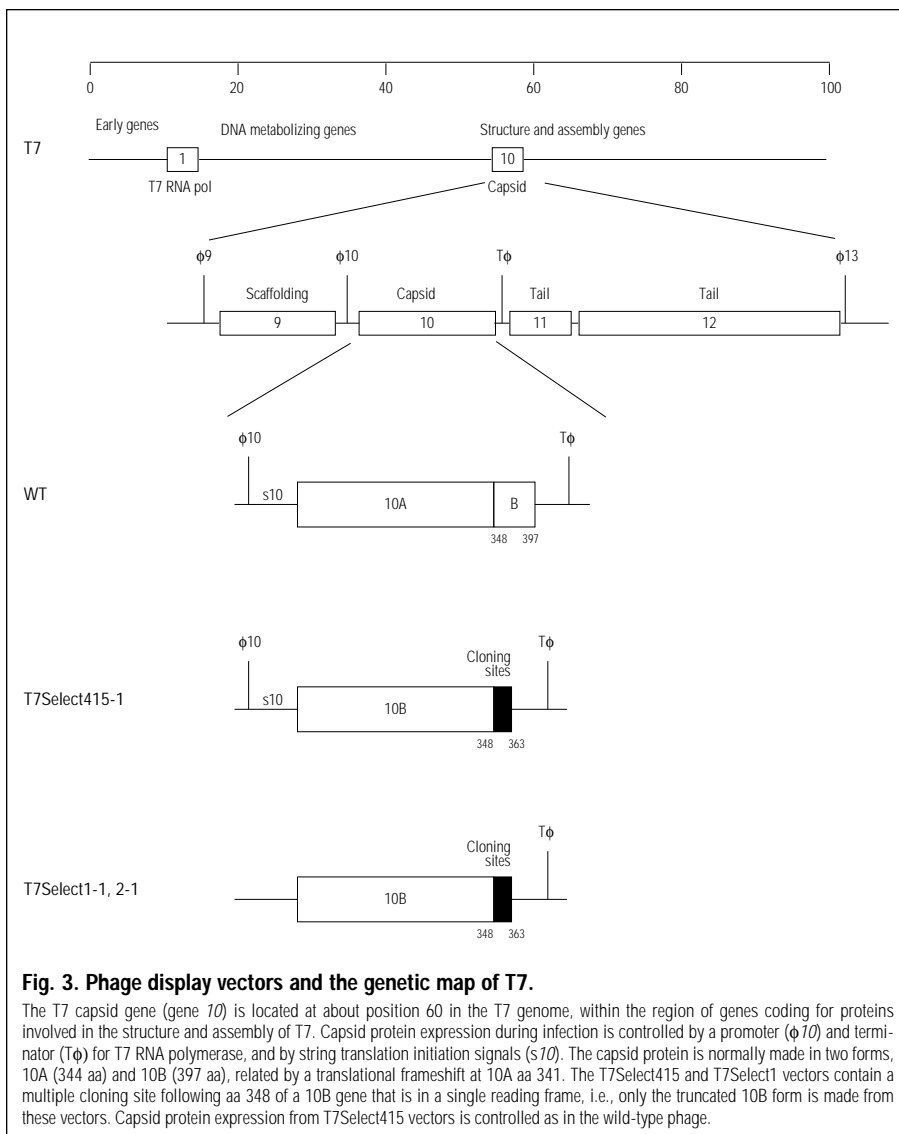 0 20 40 60 80 100
Early genes DNA metabolizing genes Structure and assembly genes
T7 1 10
T7 RNA pol Capsid
ϕ9 ϕ10 Tϕ ϕ13
Scaffolding Capsid Tail Tail
9 10 11 12
ϕ10 Tϕ
WT s10 10A B
348 397
ϕ10 Tϕ
Cloning
sites
T7Select415-1 s10 10B
348 363
Tϕ
Cloning
sites
T7Select1-1, 2-1 10B
348 363
Fig. 3. Phage display vectors and the genetic map of T7.
The T7 capsid gene (gene 10) is located at about position 60 in the T7 genome, within the region of genes coding for proteins
involved in the structure and assembly of T7. Capsid protein expression during infection is controlled by a promoter (ϕ10) and termi-
nator (Tϕ) for T7 RNA polymerase, and by string translation initiation signals (s10). The capsid protein is normally made in two forms,
10A (344 aa) and 10B (397 aa), related by a translational frameshift at 10A aa 341. The T7Select415 and T7Select1 vectors contain a
multiple cloning site following aa 348 of a 10B gene that is in a single reading frame, i.e., only the truncated 10B form is made from
these vectors. Capsid protein expression from T7Select415 vectors is controlled as in the wild-type phage.